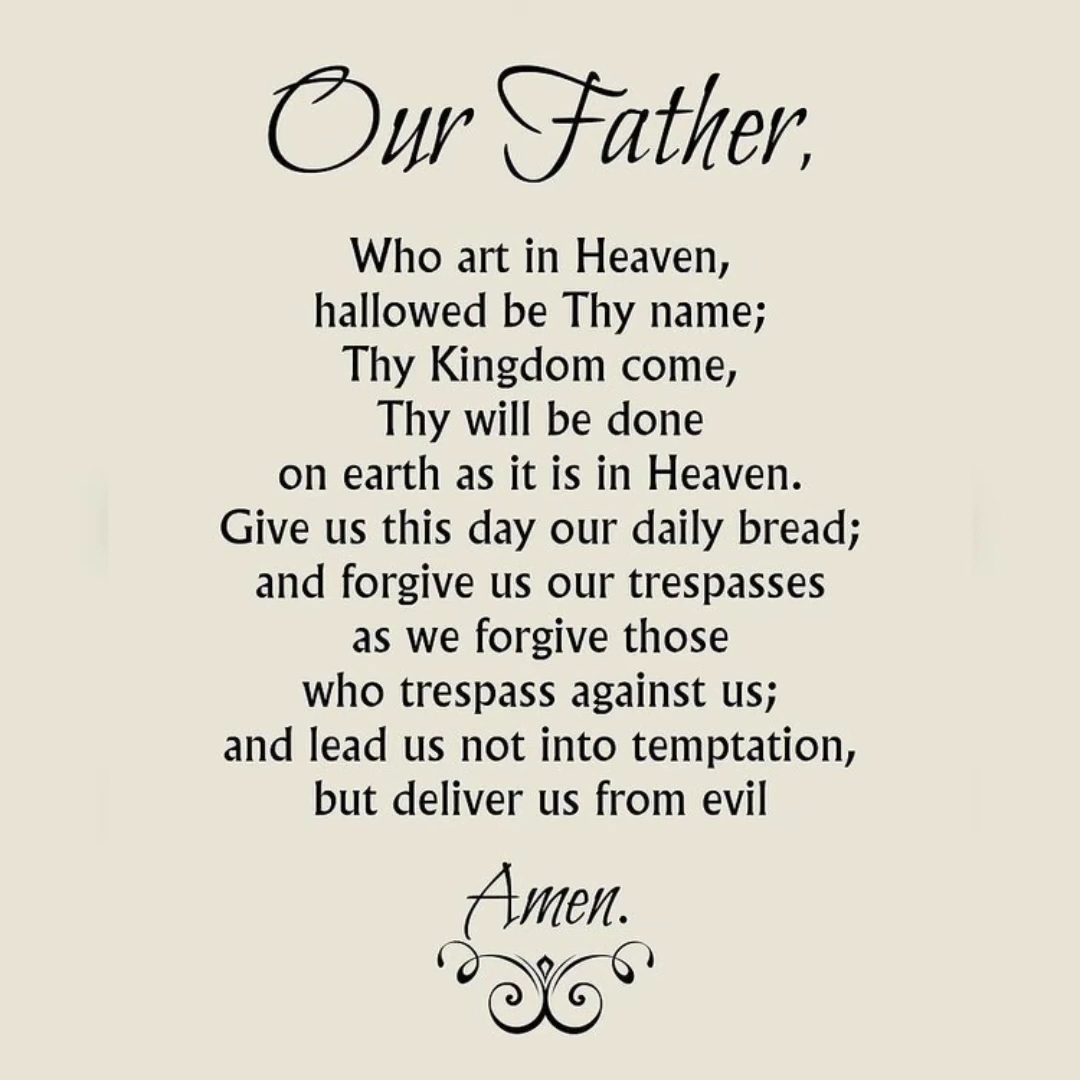 Our Father,
Who art in Heaven,
hallowed be Thy name;
Thy Kingdom come,
Thy will be done
on earth as it is in Heaven.
Give us this day our daily bread;
and forgive us our trespasses
as we forgive those
who trespass against us;
and lead us not into temptation,
but deliver us from evil
Amen.